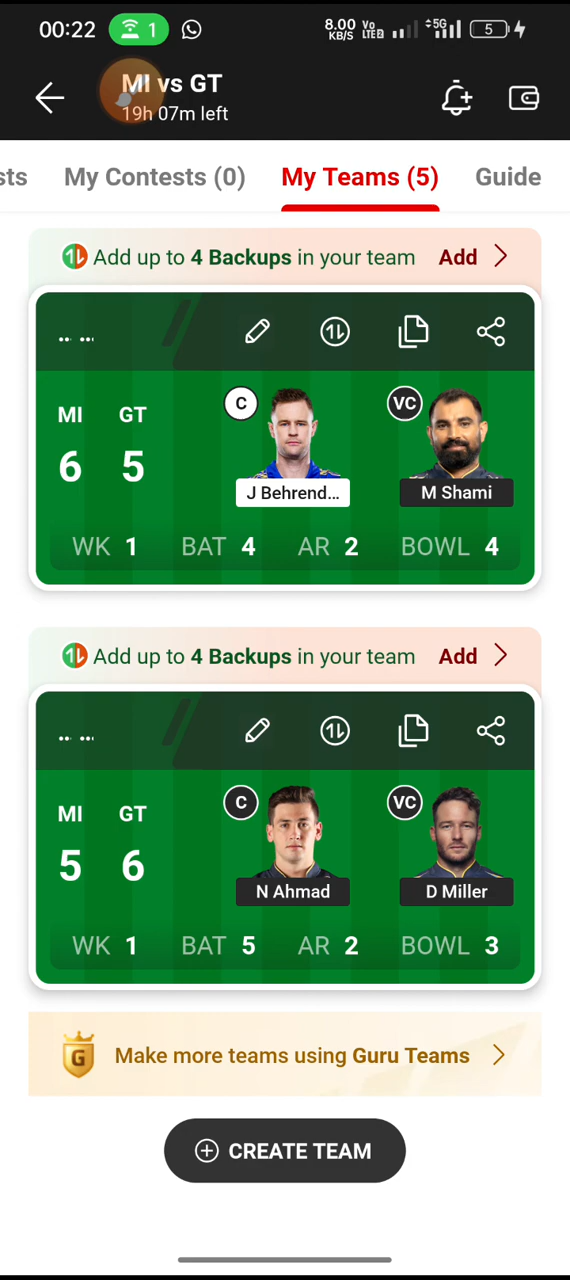 00:22 1 8.00 KB/S Vo LTE2 5G 5
MI vs GT
19h 07m left
sts My Contests (0) My Teams (5) Guide
Add up to 4 Backups in your team Add
.. ...
C VC
MI GT
6 5
J Behrend... M Shami
WK 1 BAT 4 AR 2 BOWL 4
Add up to 4 Backups in your team Add
.. ...
C VC
MI GT
5 6
N Ahmad D Miller
WK 1 BAT 5 AR 2 BOWL 3
G Make more teams using Guru Teams
CREATE TEAM